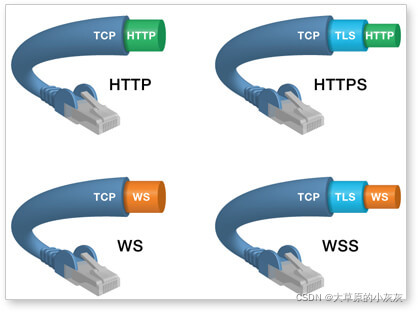 TCP HTTP
HTTP
TCP TLS HTTP
HTTPS
TCP WS
WS
TCP TLS WS
WSS
CSDN @大草原的小灰灰